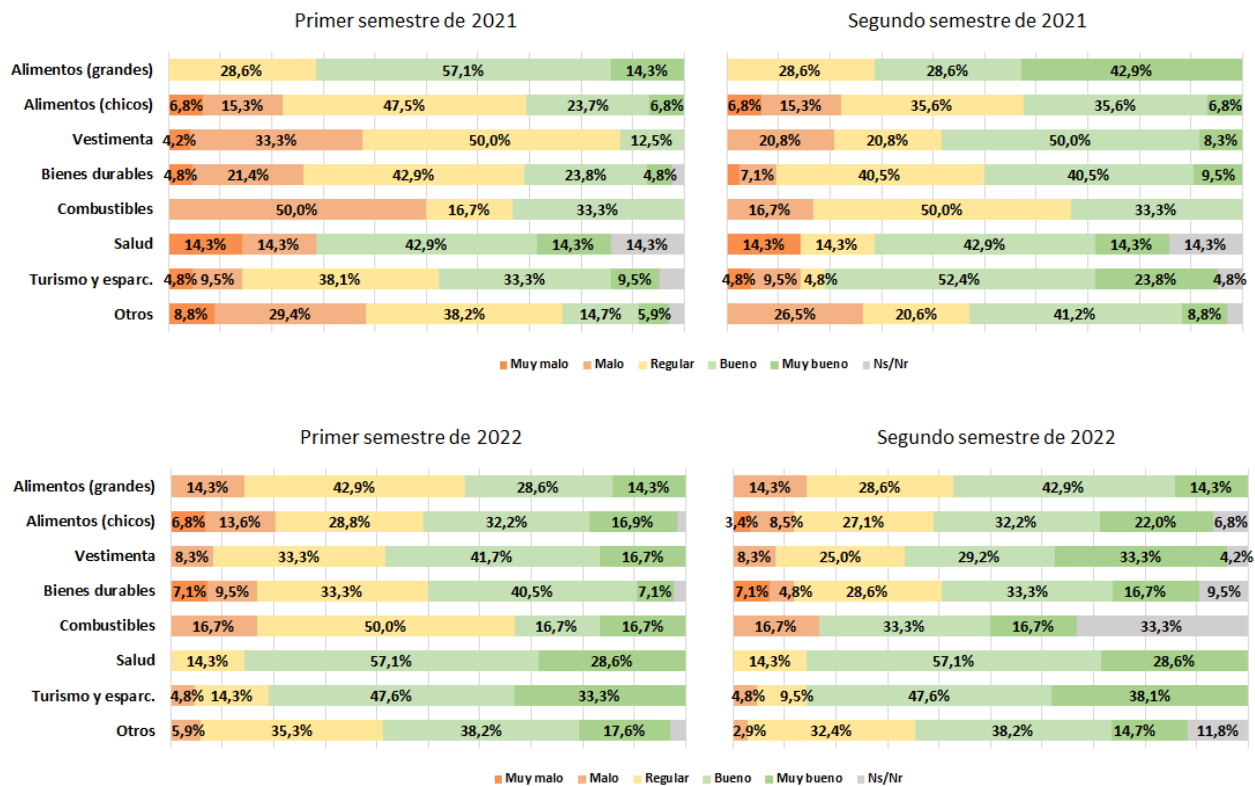 Primer semestre de 2021 Segundo semestre de 2021
Alimentos (grandes) 28,6% 57,1% 14,3% 28,6% 28,6% 42,9%
Alimentos (chicos) 6,8% 15,3% 47,5% 23,7% 6,8% 6,8% 15,3% 35,6% 35,6% 6,8%
Vestimenta 4,2% 33,3% 50,0% 12,5% 20,8% 20,8% 50,0% 8,3%
Bienes durables 4,8% 21,4% 42,9% 23,8% 4,8% 7,1% 40,5% 40,5% 9,5%
Combustibles 50,0% 16,7% 33,3% 16,7% 50,0% 33,3%
Salud 14,3% 14,3% 42,9% 14,3% 14,3% 14,3% 14,3% 42,9% 14,3% 14,3%
Turismo y esparc. 4,8% 9,5% 38,1% 33,3% 9,5% 4,8% 9,5% 4,8% 52,4% 23,8% 4,8%
Otros 8,8% 29,4% 38,2% 14,7% 5,9% 26,5% 20,6% 41,2% 8,8%
Muy malo Malo Regular Bueno Muy bueno Ns/Nr
Primer semestre de 2022 Segundo semestre de 2022
Alimentos (grandes) 14,3% 42,9% 28,6% 14,3% 14,3% 28,6% 42,9% 14,3%
Alimentos (chicos) 6,8% 13,6% 28,8% 32,2% 16,9% 3,4% 8,5% 27,1% 32,2% 22,0% 6,8%
Vestimenta 8,3% 33,3% 41,7% 16,7% 8,3% 25,0% 29,2% 33,3% 4,2%
Bienes durables 7,1% 9,5% 33,3% 40,5% 7,1% 7,1% 4,8% 28,6% 33,3% 16,7% 9,5%
Combustibles 16,7% 50,0% 16,7% 16,7% 16,7% 33,3% 16,7% 33,3%
Salud 14,3% 57,1% 28,6% 14,3% 57,1% 28,6%
Turismo y esparc. 4,8% 14,3% 47,6% 33,3% 4,8% 9,5% 47,6% 38,1%
Otros 5,9% 35,3% 38,2% 17,6% 2,9% 32,4% 38,2% 14,7% 11,8%
Muy malo Malo Regular Bueno Muy bueno Ns/Nr